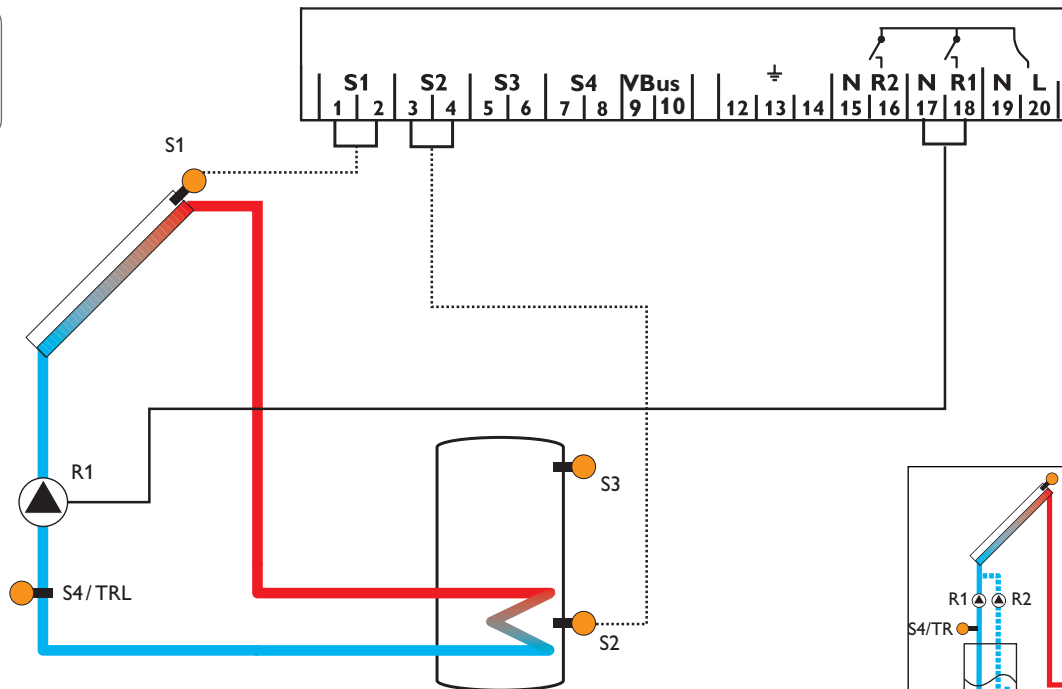 S1 S2 S3 S4 VBus N R2 N R1 N L
1 2 3 4 5 6 7 8 9 10 12 13 14 15 16 17 18 19 20
S1
R1
S3
S4/TRL
S2
R1 R2
S4/TR